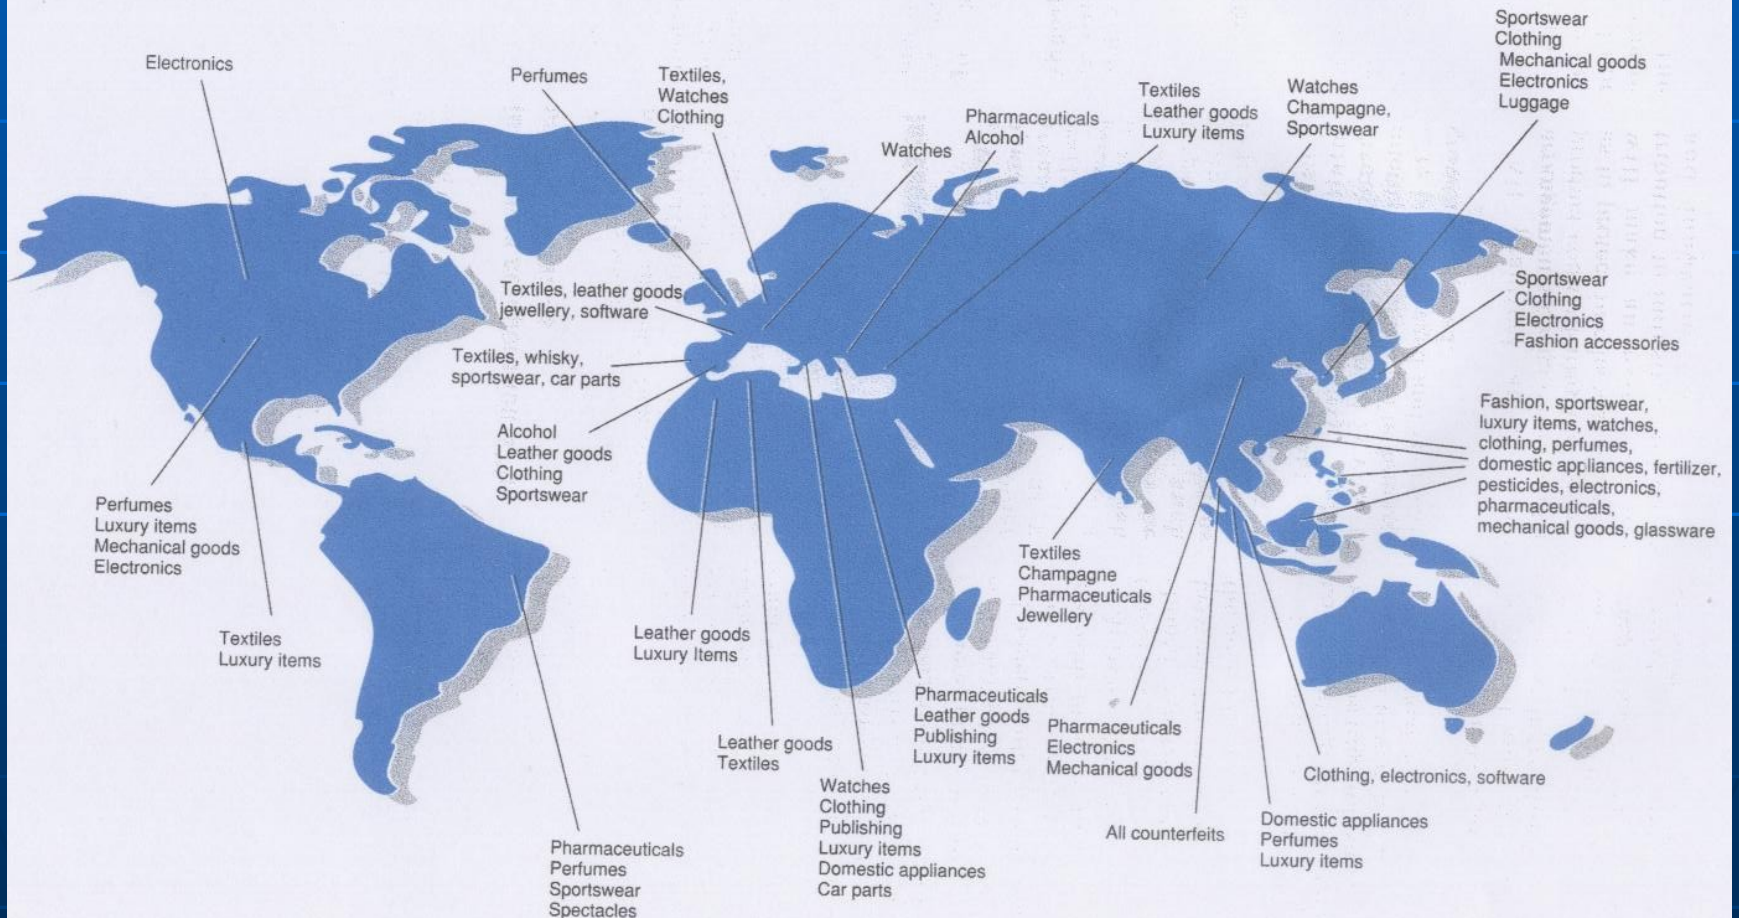 Electronics
Perfumes
Textiles,
Watches
Clothing
Watches
Pharmaceuticals
Alcohol
Textiles
Leather goods
Luxury items
Watches
Champagne,
Sportswear
Sportswear
Clothing
Mechanical goods
Electronics
Luggage
Textiles, leather goods,
jewellery, software
Textiles, whisky,
sportswear, car parts
Alcohol
Leather goods
Clothing
Sportswear
Sportswear
Clothing
Electronics
Fashion accessories
Fashion, sportswear,
luxury items, watches,
clothing, perfumes,
domestic appliances, fertilizer,
pesticides, electronics,
pharmaceuticals,
mechanical goods, glassware
Perfumes
Luxury items
Mechanical goods
Electronics
Textiles
Luxury items
Pharmaceuticals
Perfumes
Sportswear
Spectacles
Leather goods
Luxury Items
Leather goods
Textiles
Watches
Clothing
Publishing
Luxury items
Domestic appliances
Car parts
Pharmaceuticals
Leather goods
Publishing
Luxury items
Textiles
Champagne
Pharmaceuticals
Jewellery
Pharmaceuticals
Electronics
Mechanical goods
All counterfeits
Domestic appliances
Perfumes
Luxury items
Clothing, electronics, software